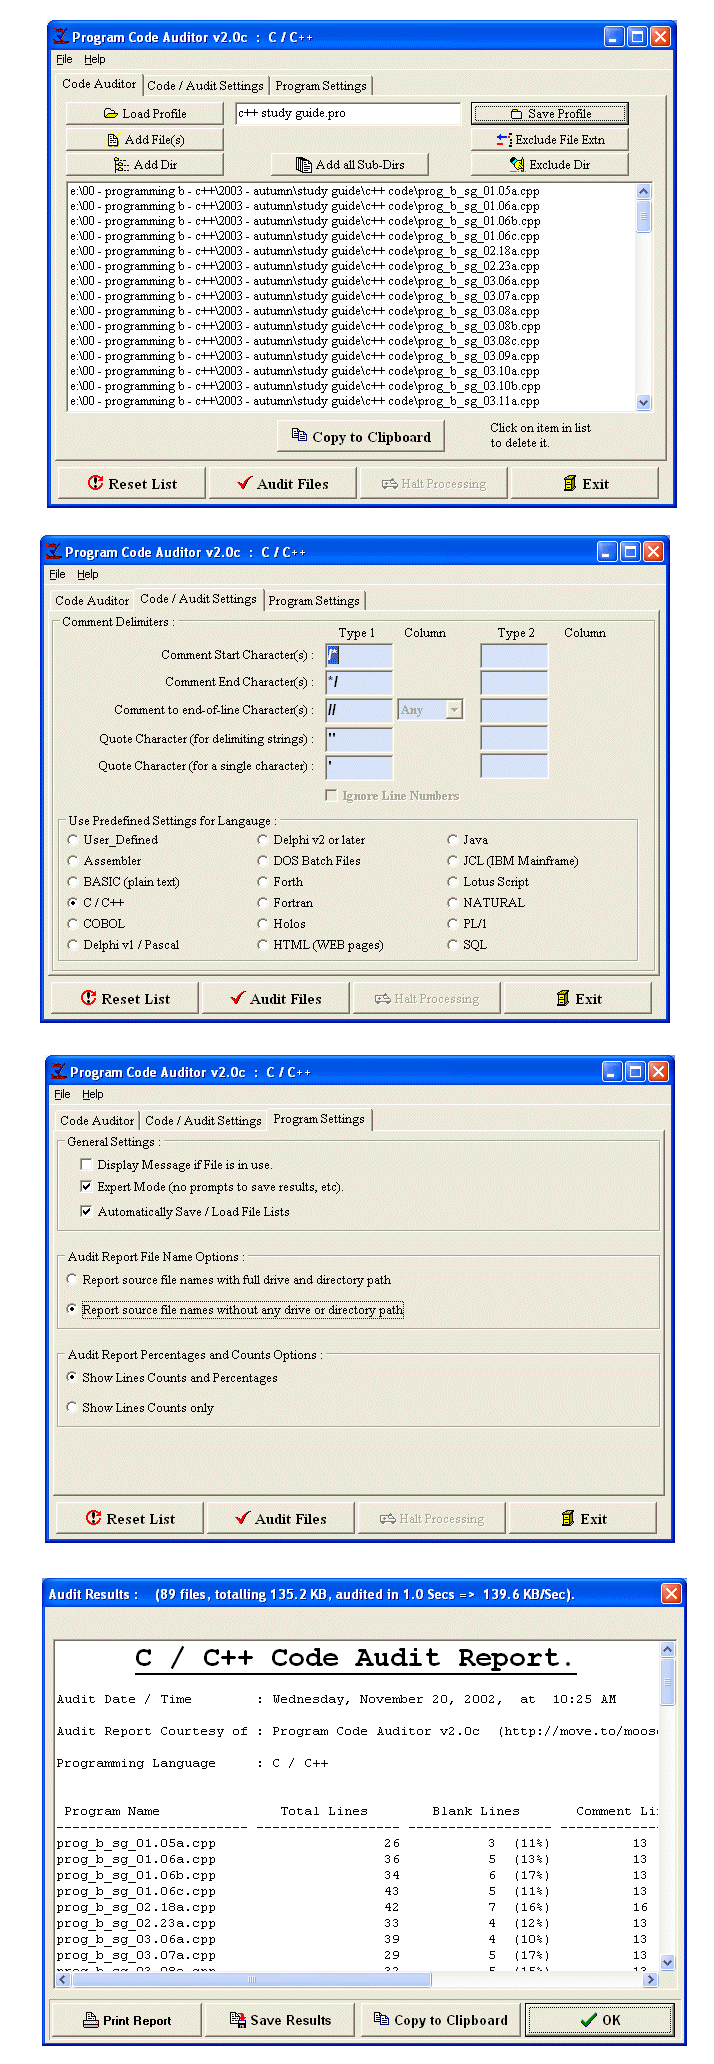 Program Code Auditor v2.0c : C / C++
File Help
Code Auditor Code / Audit Settings Program Settings
Load Profile c++ study guide.pro Save Profile
Add File(s) Exclude File Extn
Add Dir Add all Sub-Dirs Exclude Dir
e:\00 - programming b - c++\2003 - autumn\study guide\c++ code\prog_b_sg_01.05a.cpp
e:\00 - programming b - c++\2003 - autumn\study guide\c++ code\prog_b_sg_01.06a.cpp
e:\00 - programming b - c++\2003 - autumn\study guide\c++ code\prog_b_sg_01.06b.cpp
e:\00 - programming b - c++\2003 - autumn\study guide\c++ code\prog_b_sg_01.06c.cpp
e:\00 - programming b - c++\2003 - autumn\study guide\c++ code\prog_b_sg_02.18a.cpp
e:\00 - programming b - c++\2003 - autumn\study guide\c++ code\prog_b_sg_02.23a.cpp
e:\00 - programming b - c++\2003 - autumn\study guide\c++ code\prog_b_sg_03.06a.cpp
e:\00 - programming b - c++\2003 - autumn\study guide\c++ code\prog_b_sg_03.07a.cpp
e:\00 - programming b - c++\2003 - autumn\study guide\c++ code\prog_b_sg_03.08a.cpp
e:\00 - programming b - c++\2003 - autumn\study guide\c++ code\prog_b_sg_03.08b.cpp
e:\00 - programming b - c++\2003 - autumn\study guide\c++ code\prog_b_sg_03.08c.cpp
e:\00 - programming b - c++\2003 - autumn\study guide\c++ code\prog_b_sg_03.09a.cpp
e:\00 - programming b - c++\2003 - autumn\study guide\c++ code\prog_b_sg_03.10a.cpp
e:\00 - programming b - c++\2003 - autumn\study guide\c++ code\prog_b_sg_03.10b.cpp
e:\00 - programming b - c++\2003 - autumn\study guide\c++ code\prog_b_sg_03.11a.cpp
Copy to Clipboard Click on item in list
to delete it.
Reset List Audit Files Halt Processing Exit
Program Code Auditor v2.0c : C / C++
File Help
Code Auditor Code / Audit Settings Program Settings
Comment Delimiters :
Type 1 Column Type 2 Column
Comment Start Character(s) :
Comment End Character(s) : */
Comment to end-of-line Character(s) : // Any
Quote Character (for delimiting strings) : "
Quote Character (for a single character) : '
Ignore Line Numbers
Use Predefined Settings for Langauge :
User_Defined Delphi v2 or later Java
Assembler DOS Batch Files JCL (IBM Mainframe)
BASIC (plain text) Forth Lotus Script
C / C++ Fortran NATURAL
COBOL Holos PL/1
Delphi v1 / Pascal HTML (WEB pages) SQL
Reset List Audit Files Halt Processing Exit
Program Code Auditor v2.0c : C / C++
File Help
Code Auditor Code / Audit Settings Program Settings
General Settings :
Display Message if File is in use.
Expert Mode (no prompts to save results, etc).
Automatically Save / Load File Lists
Audit Report File Name Options :
Report source file names with full drive and directory path
Report source file names without any drive or directory path
Audit Report Percentages and Counts Options :
Show Lines Counts and Percentages
Show Lines Counts only
Reset List Audit Files Halt Processing Exit
Audit Results : (89 files, totalling 135.2 KB, audited in 1.0 Secs => 139.6 KB/Sec).
C / C++ Code Audit Report.
Audit Date / Time : Wednesday, November 20, 2002, at 10:25 AM
Audit Report Courtesy of : Program Code Auditor v2.0c (http://move.to/moose
Programming Language : C / C++
Program Name Total Lines Blank Lines Comment Li
prog_b_sg_01.05a.cpp 26 3 (11%) 13
prog_b_sg_01.06a.cpp 36 5 (13%) 13
prog_b_sg_01.06b.cpp 34 6 (17%) 13
prog_b_sg_01.06c.cpp 43 5 (11%) 13
prog_b_sg_02.18a.cpp 42 7 (16%) 16
prog_b_sg_02.23a.cpp 33 4 (12%) 13
prog_b_sg_03.06a.cpp 39 4 (10%) 13
prog_b_sg_03.07a.cpp 29 5 (17%) 13
Print Report Save Results Copy to Clipboard OK